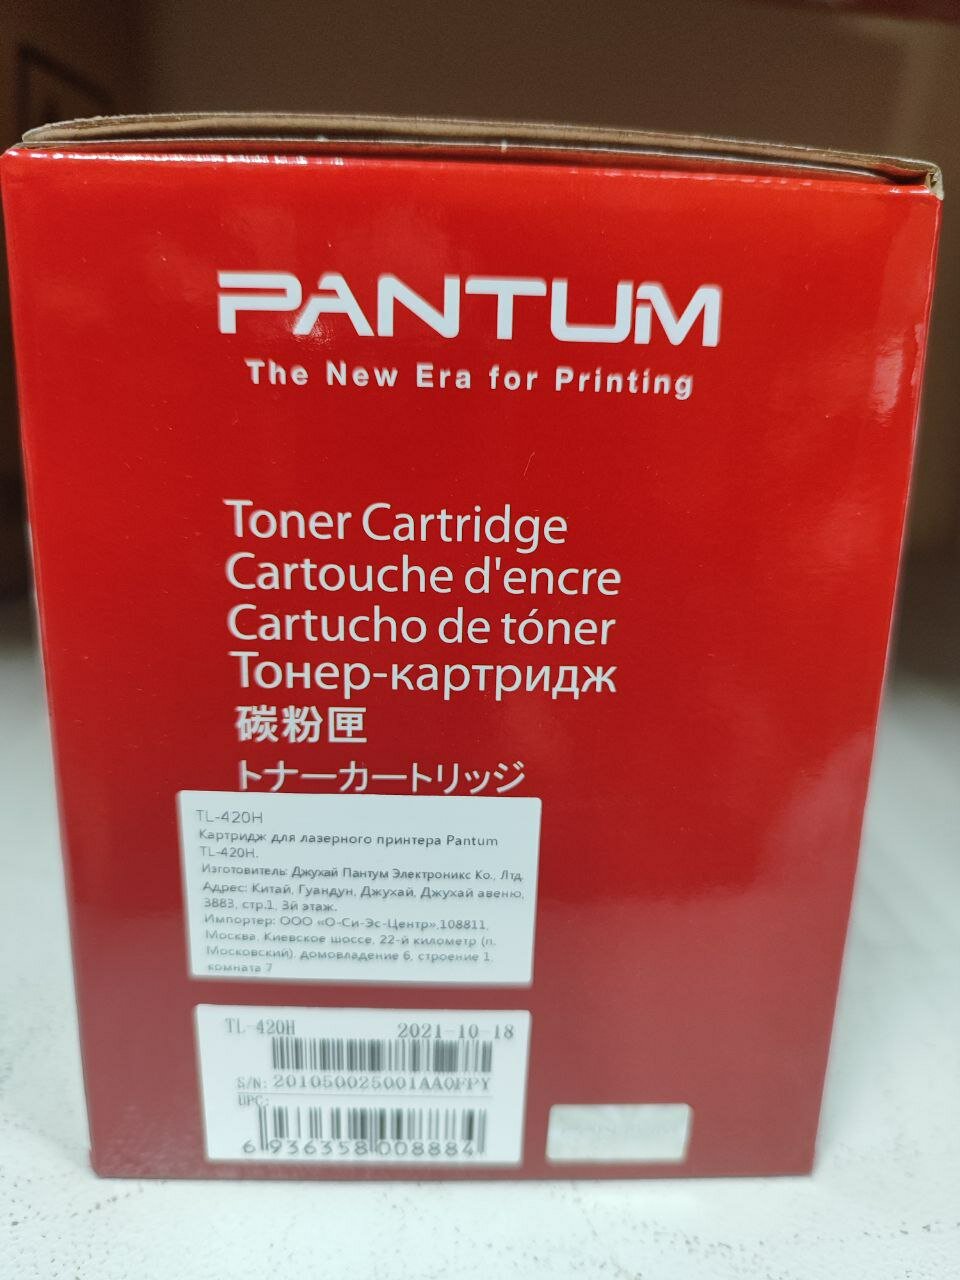 PANTUM
The New Era for Printing
Toner Cartridge
Cartouche d'encre
Cartucho de tóner
Тонер-картридж
碳粉匣
トナーカートリッジ
TL-420H
Картридж для лазерного принтера Pantum
TL-420H.
Изготовитель: Джухай Пантум Электроникс Ко., Лтд.
Адрес: Китай, Гуандун, Джухай, Джухай авеню,
3883, стр.1, 3й этаж.
Импортер: ООО «О-Си-Эс-Центр»,108811,
Москва, Киевское шоссе, 22-й километр (п.
Московский), домовладение 6, строение 1,
комната 7
TL-420H 2021-10-18
S/N: 201050025001AA0FPY
UPC:
6 936358 008884